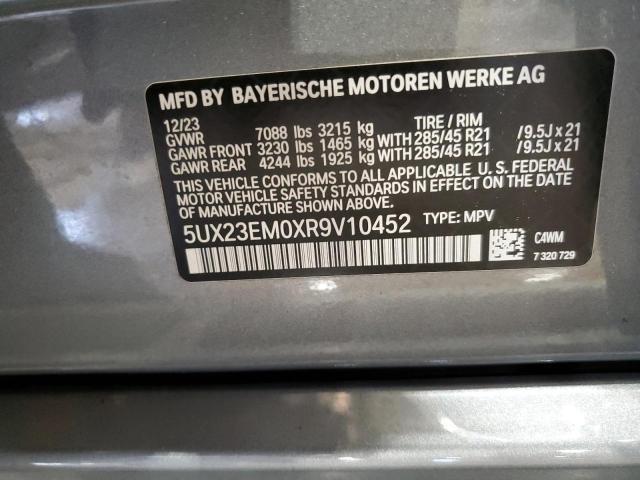 MFD BY BAYERISCHE MOTOREN WERKE AG
12/23 TIRE / RIM
GVWR 7088 lbs 3215 kg
GAWR FRONT 3230 lbs 1465 kg WITH 285/45 R21 /9.5J x 21
GAWR REAR 4244 lbs 1925 kg WITH 285/45 R21 /9.5J x 21
THIS VEHICLE CONFORMS TO ALL APPLICABLE U. S. FEDERAL
MOTOR VEHICLE SAFETY STANDARDS IN EFFECT ON THE DATE
OF MANUFACTURE SHOWN ABOVE.
5UX23EM0XR9V10452 TYPE: MPV
C4WM
7 320 729